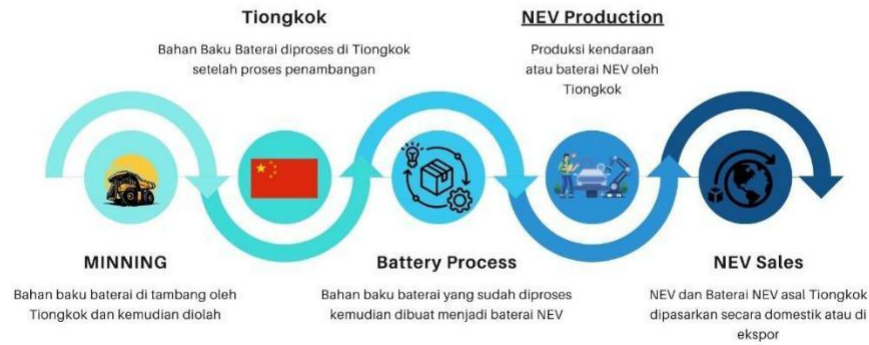 Tiongkok
Bahan Baku Baterai diproses di Tiongkok
setelah proses penambangan
NEV Production
Produksi kendaraan
atau baterai NEV oleh
Tiongkok
MINNING
Bahan baku baterai di tambang oleh
Tiongkok dan kemudian diolah
Battery Process
Bahan baku baterai yang sudah diproses
kemudian dibuat menjadi baterai NEV
NEV Sales
NEV dan Baterai NEV asal Tiongkok
dipasarkan secara domestik atau di
ekspor